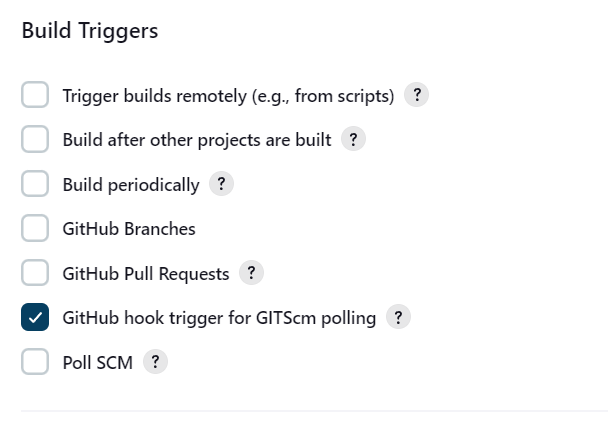 Build Triggers
Trigger builds remotely (e.g., from scripts) ?
Build after other projects are built ?
Build periodically ?
GitHub Branches
GitHub Pull Requests ?
GitHub hook trigger for GITScm polling ?
Poll SCM ?